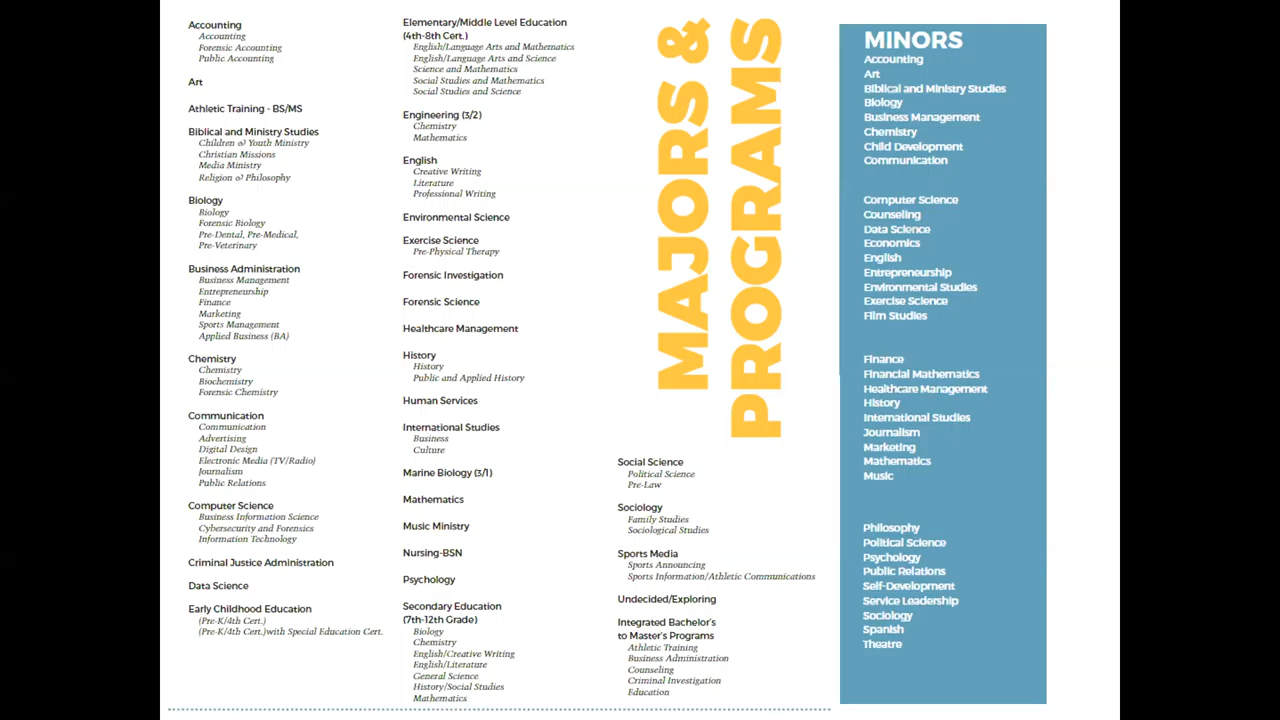 Accounting
Accounting
Forensic Accounting
Public Accounting
Art
Athletic Training - BS/MS
Biblical and Ministry Studies
Children & Youth Ministry
Christian Missions
Media Ministry
Religion & Philosophy
Biology
Biology
Forensic Biology
Pre-Dental, Pre-Medical,
Pre-Veterinary
Business Administration
Business Management
Entrepreneurship
Finance
Marketing
Sports Management
Applied Business (BA)
Chemistry
Chemistry
Biochemistry
Forensic Chemistry
Communication
Communication
Advertising
Digital Design
Electronic Media (TV/Radio)
Journalism
Public Relations
Computer Science
Business Information Science
Cybersecurity and Forensics
Information Technology
Criminal Justice Administration
Data Science
Early Childhood Education
(Pre-K/4th Cert.)
(Pre-K/4th Cert.)with Special Education Cert.
Elementary/Middle Level Education
(4th-8th Cert.)
English/Language Arts and Mathematics
English/Language Arts and Science
Science and Mathematics
Social Studies and Mathematics
Social Studies and Science
Engineering (3/2)
Chemistry
Mathematics
English
Creative Writing
Literature
Professional Writing
Environmental Science
Exercise Science
Pre-Physical Therapy
Forensic Investigation
Forensic Science
Healthcare Management
History
History
Public and Applied History
Human Services
International Studies
Business
Culture
Marine Biology (3/1)
Mathematics
Music Ministry
Nursing-BSN
Psychology
Secondary Education
(7th-12th Grade)
Biology
Chemistry
English/Creative Writing
English/Literature
General Science
History/Social Studies
Mathematics
MAJORS &
PROGRAMS
Social Science
Political Science
Pre-Law
Sociology
Family Studies
Sociological Studies
Sports Media
Sports Announcing
Sports Information/Athletic Communications
Undecided/Exploring
Integrated Bachelor's
to Master's Programs
Athletic Training
Business Administration
Counseling
Criminal Investigation
Education
MINORS
Accounting
Art
Biblical and Ministry Studies
Biology
Business Management
Chemistry
Child Development
Communication
Computer Science
Counseling
Data Science
Economics
English
Entrepreneurship
Environmental Studies
Exercise Science
Film Studies
Finance
Financial Mathematics
Healthcare Management
History
International Studies
Journalism
Marketing
Mathematics
Music
Philosophy
Political Science
Psychology
Public Relations
Self-Development
Service Leadership
Sociology
Spanish
Theatre